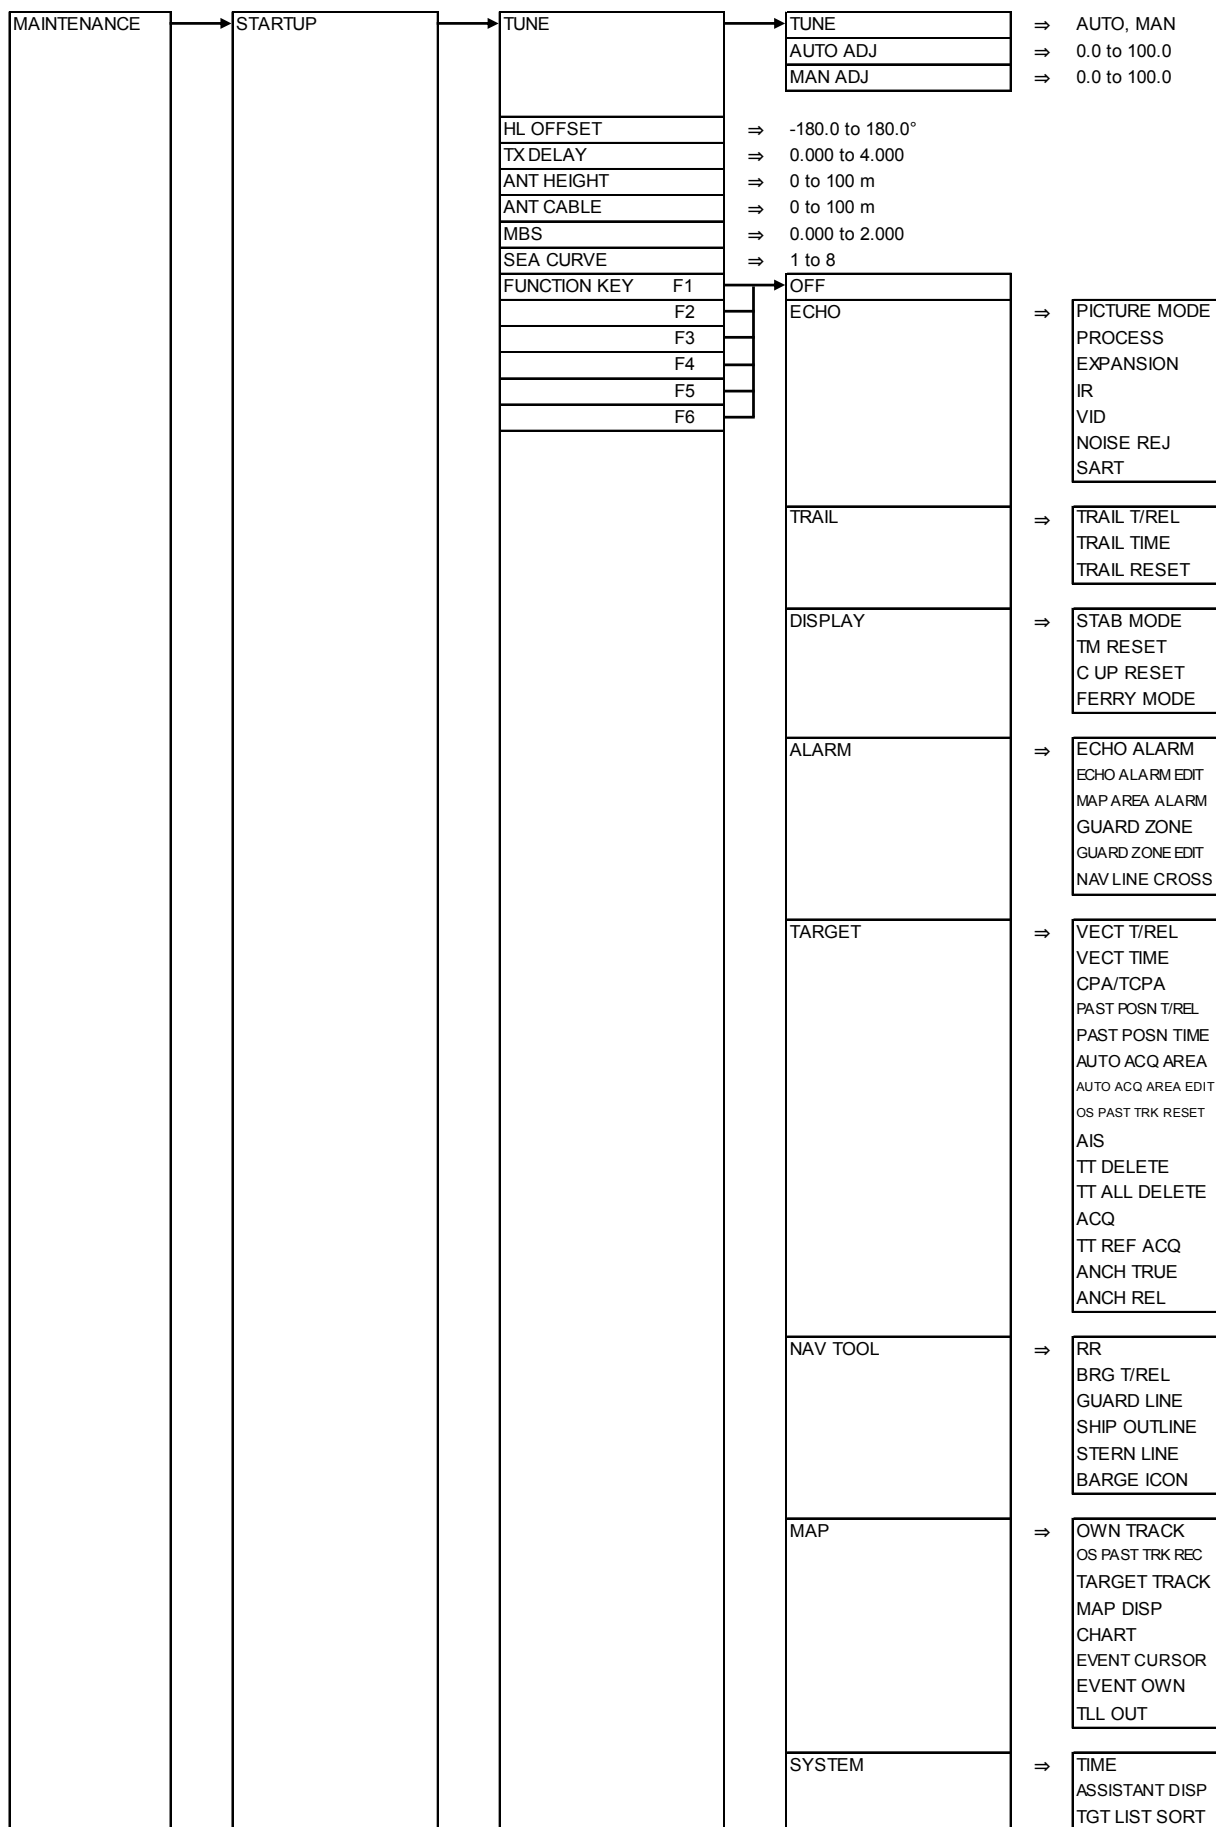 MAINTENANCE STARTUP TUNE TUNE ⇒ AUTO, MAN
AUTO ADJ ⇒ 0.0 to 100.0
MAN ADJ ⇒ 0.0 to 100.0
HL OFFSET ⇒ -180.0 to 180.0°
TX DELAY ⇒ 0.000 to 4.000
ANT HEIGHT ⇒ 0 to 100 m
ANT CABLE ⇒ 0 to 100 m
MBS ⇒ 0.000 to 2.000
SEA CURVE ⇒ 1 to 8
FUNCTION KEY F1 OFF
F2 ECHO ⇒ PICTURE MODE
F3 PROCESS
F4 EXPANSION
F5 IR
F6 VID
NOISE REJ
SART
TRAIL ⇒ TRAIL T/REL
TRAIL TIME
TRAIL RESET
DISPLAY ⇒ STAB MODE
TM RESET
C UP RESET
FERRY MODE
ALARM ⇒ ECHO ALARM
ECHO ALARM EDIT
MAP AREA ALARM
GUARD ZONE
GUARD ZONE EDIT
NAV LINE CROSS
TARGET ⇒ VECT T/REL
VECT TIME
CPA/TCPA
PAST POSN T/REL
PAST POSN TIME
AUTO ACQ AREA
AUTO ACQ AREA EDIT
OS PAST TRK RESET
AIS
TT DELETE
TT ALL DELETE
ACQ
TT REF ACQ
ANCH TRUE
ANCH REL
NAV TOOL ⇒ RR
BRG T/REL
GUARD LINE
SHIP OUTLINE
STERN LINE
BARGE ICON
MAP ⇒ OWN TRACK
OS PAST TRK REC
TARGET TRACK
MAP DISP
CHART
EVENT CURSOR
EVENT OWN
TLL OUT
SYSTEM ⇒ TIME
ASSISTANT DISP
TGT LIST SORT